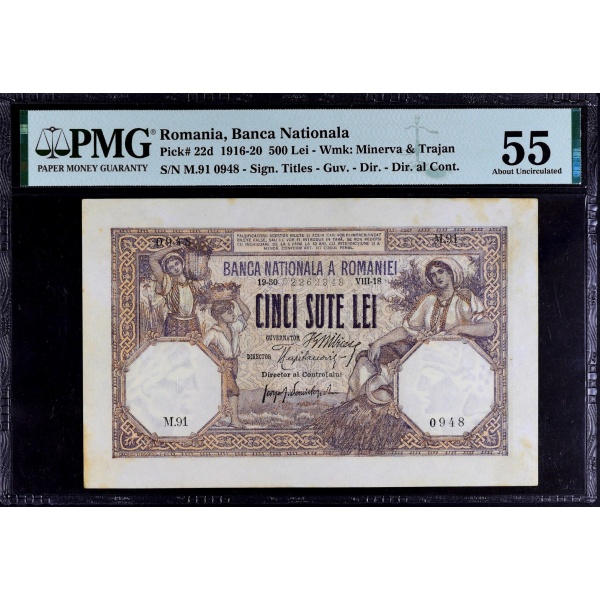 PMG®
PAPER MONEY GUARANTY
Romania, Banca Nationala
Pick# 22d 1916-20 500 Lei - Wmk: Minerva & Trajan
S/N M.91 0948 - Sign. Titles - Guv. - Dir. - Dir. al Cont.
55
About Uncirculated
0948
M.91
BANCA NATIONALA A ROMANIEI
VIII-18
CINCI SUTE LEI
GUVERNATOR
DIRECTOR
Director al Controlului
M.91
0948